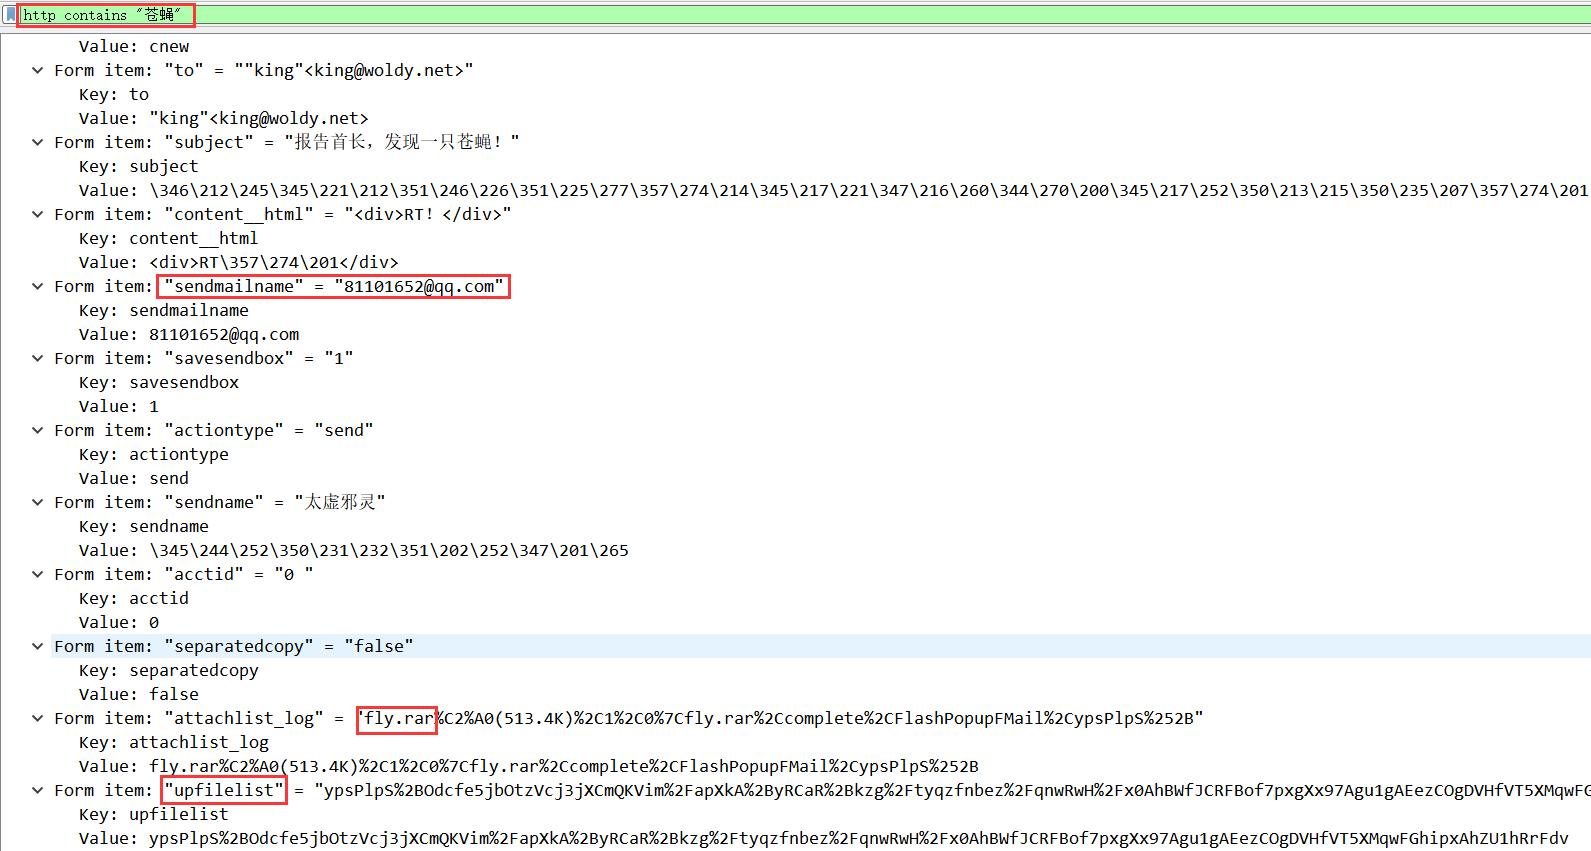 http contains "苍蝇"
Value: cnew
Form item: "to" = ""king"<king@woldy.net>"
Key: to
Value: "king"<king@woldy.net>
Form item: "subject" = "报告首长，发现一只苍蝇！"
Key: subject
Value: \346\212\245\345\221\212\351\246\226\351\225\277\357\274\214\345\217\221\347\216\260\344\270\200\345\217\252\350\213\215\350\235\207\357\274\201
Form item: "content__html" = "<div>RT！</div>"
Key: content__html
Value: <div>RT\357\274\201</div>
Form item: "sendmailname" = "81101652@qq.com"
Key: sendmailname
Value: 81101652@qq.com
Form item: "savesendbox" = "1"
Key: savesendbox
Value: 1
Form item: "actiontype" = "send"
Key: actiontype
Value: send
Form item: "sendname" = "太虚邪灵"
Key: sendname
Value: \345\244\252\350\231\232\351\202\252\347\201\265
Form item: "acctid" = "0 "
Key: acctid
Value: 0
Form item: "separatedcopy" = "false"
Key: separatedcopy
Value: false
Form item: "attachlist_log" = "fly.rar%C2%A0(513.4K)%2C1%2C0%7Cfly.rar%2Ccomplete%2CFlashPopupFMail%2CypsPlpS%252B"
Key: attachlist_log
Value: fly.rar%C2%A0(513.4K)%2C1%2C0%7Cfly.rar%2Ccomplete%2CFlashPopupFMail%2CypsPlpS%252B
Form item: "upfilelist" = "ypsPlpS%2BOdcfe5jbOtzVcj3jXCmQKVim%2FapXkA%2ByRCaR%2Bkzg%2Ftyqzfnbez%2FqnwRwH%2Fx0AhBWfJCRFBof7pxgXx97Agu1gAEezCOgDVHfVT5XMqwFG
Key: upfilelist
Value: ypsPlpS%2BOdcfe5jbOtzVcj3jXCmQKVim%2FapXkA%2ByRCaR%2Bkzg%2Ftyqzfnbez%2FqnwRwH%2Fx0AhBWfJCRFBof7pxgXx97Agu1gAEezCOgDVHfVT5XMqwFGhipxAhZU1hRrFdv